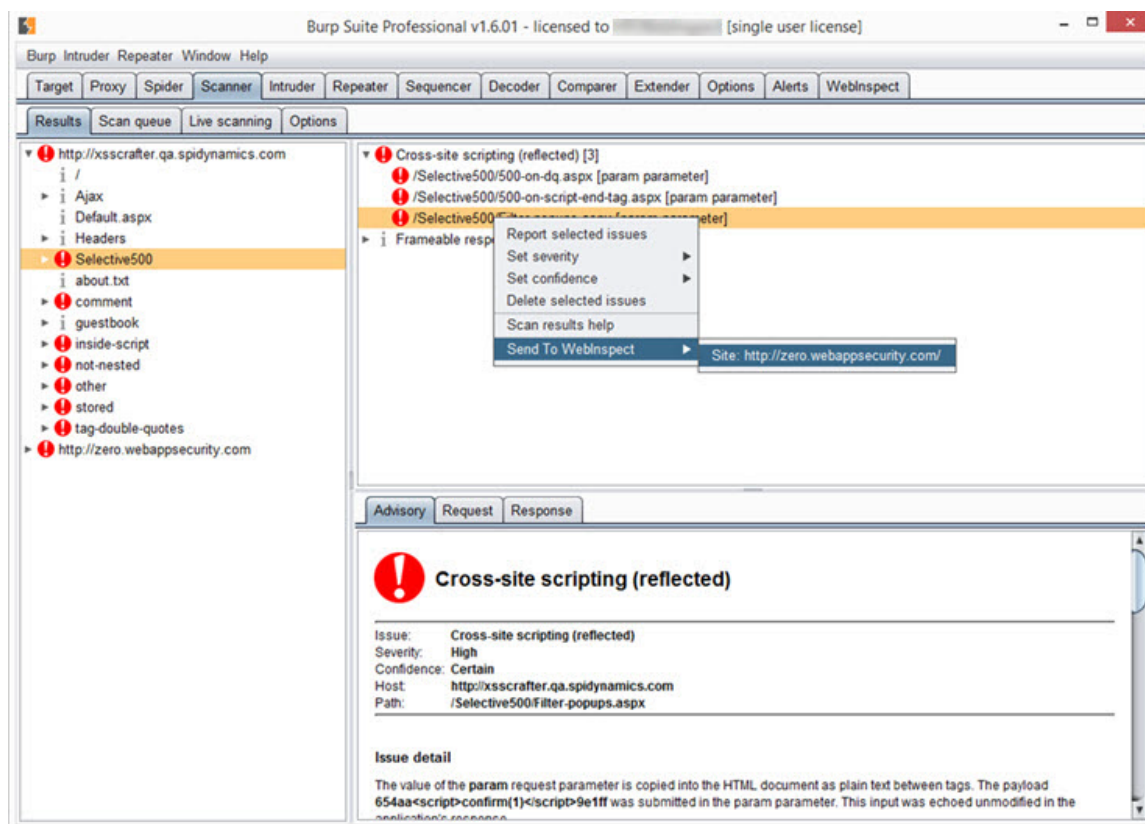 Burp Suite Professional v1.6.01 - licensed to [single user license]
Burp Intruder Repeater Window Help
Target Proxy Spider Scanner Intruder Repeater Sequencer Decoder Comparer Extender Options Alerts WebInspect
Results Scan queue Live scanning Options
http://xsscrafter.qa.spidynamics.com
/
Ajax
Default.aspx
Headers
Selective500
about.txt
comment
guestbook
inside-script
not-nested
other
stored
tag-double-quotes
http://zero.webappsecurity.com
Cross-site scripting (reflected) [3]
/Selective500/500-on-dq.aspx [param parameter]
/Selective500/500-on-script-end-tag.aspx [param parameter]
/Selective500/Filter-popups.aspx [param parameter]
Frameable resp
Report selected issues
Set severity
Set confidence
Delete selected issues
Scan results help
Send To WebInspect
Site: http://zero.webappsecurity.com/
Advisory Request Response
Cross-site scripting (reflected)
Issue: Cross-site scripting (reflected)
Severity: High
Confidence: Certain
Host: http://xsscrafter.qa.spidynamics.com
Path: /Selective500/Filter-popups.aspx
Issue detail
The value of the param request parameter is copied into the HTML document as plain text between tags. The payload
654aa<script>confirm(1)</script>9e1ff was submitted in the param parameter. This input was echoed unmodified in the
application's response.